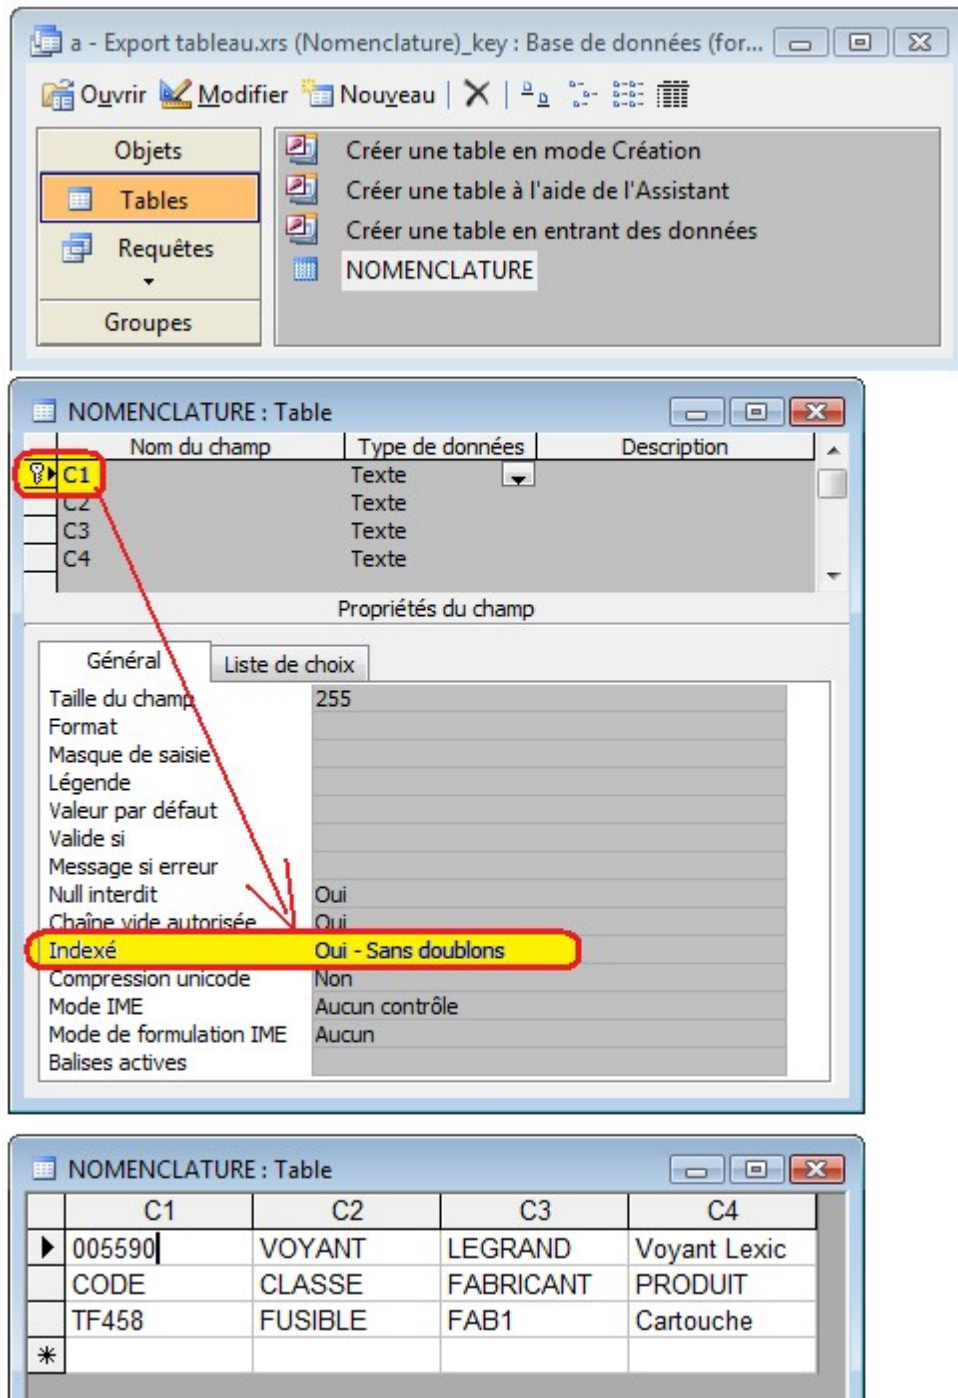 a - Export tableau.xrs (Nomenclature)_key : Base de données (for...
Ouvrir Modifier Nouveau
Objets
Tables
Requêtes
Groupes
Créer une table en mode Création
Créer une table à l'aide de l'Assistant
Créer une table en entrant des données
NOMENCLATURE
NOMENCLATURE : Table
Nom du champ Type de données Description
C1 Texte
C2 Texte
C3 Texte
C4 Texte
Propriétés du champ
Général Liste de choix
Taille du champ 255
Format
Masque de saisie
Légende
Valeur par défaut
Valide si
Message si erreur
Null interdit Oui
Chaîne vide autorisée Oui
Indexé Oui - Sans doublons
Compression unicode Non
Mode IME Aucun contrôle
Mode de formulation IME Aucun
Balises actives
NOMENCLATURE : Table
C1 C2 C3 C4
005590 VOYANT LEGRAND Voyant Lexic
CODE CLASSE FABRICANT PRODUIT
TF458 FUSIBLE FAB1 Cartouche